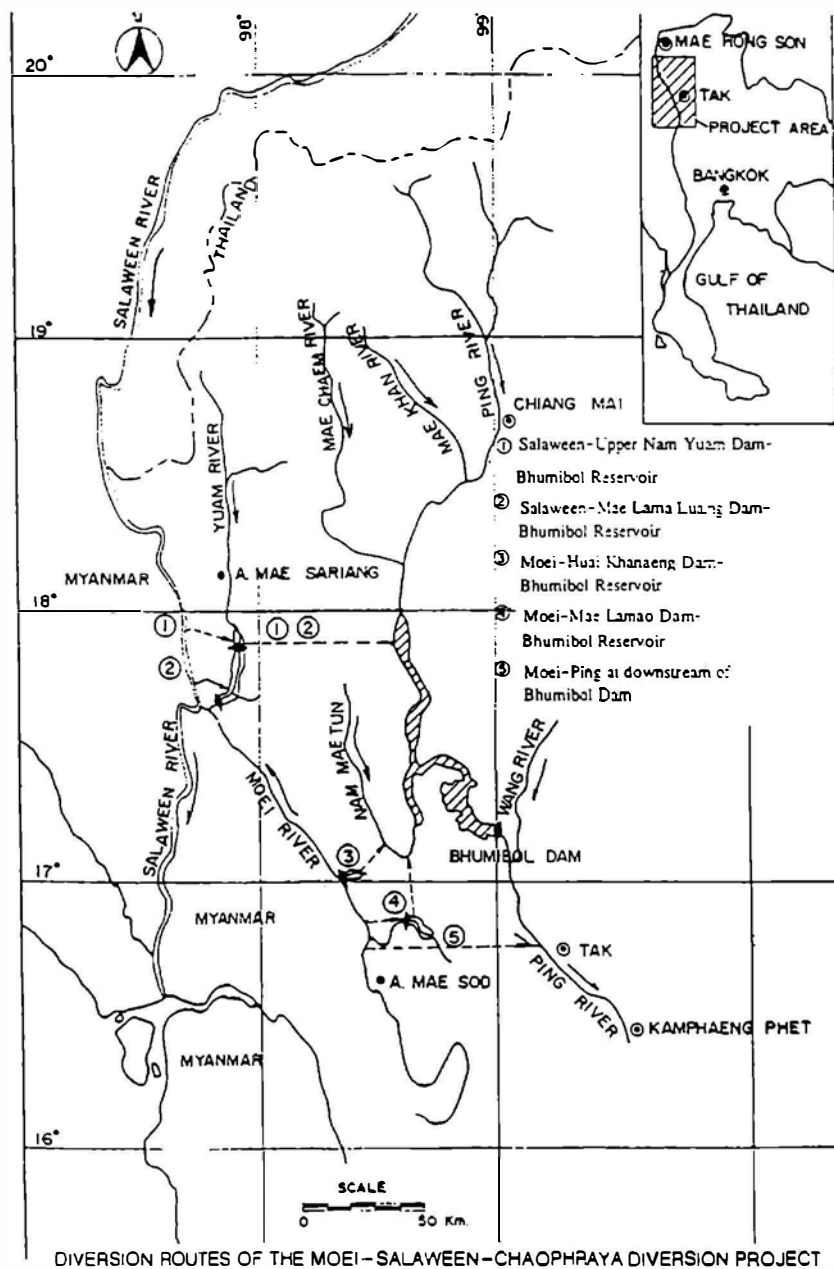 98°
99°
20°
MAE HONG SON
TAK
PROJECT AREA
BANGKOK
GULF OF
THAILAND
SALAWEEN RIVER
THAILAND
19°
MAE CHAEM RIVER
MAE KHAN RIVER
PING RIVER
CHIANG MAI
YUAM RIVER
① Salaween-Upper Nam Yuam Dam-
Bhumibol Reservoir
② Salaween-Mae Lama Luang Dam-
Bhumibol Reservoir
③ Moei-Huai Khanaeng Dam-
Bhumibol Reservoir
④ Moei-Mae Lamao Dam-
Bhumibol Reservoir
⑤ Moei-Ping at downstream of
Bhumibol Dam
MYANMAR
A. MAE SARIANG
18°
①
① ②
②
SALAWEEN RIVER
MOEI RIVER
NAM MAE TUN
WANG RIVER
③
BHUMIBOL DAM
17°
MYANMAR
④
⑤
TAK
A. MAE SOD
PING RIVER
KAMPHAENG PHET
MYANMAR
16°
SCALE
0 50 Km.
DIVERSION ROUTES OF THE MOEI-SALAWEEN-CHAOPHRAYA DIVERSION PROJECT